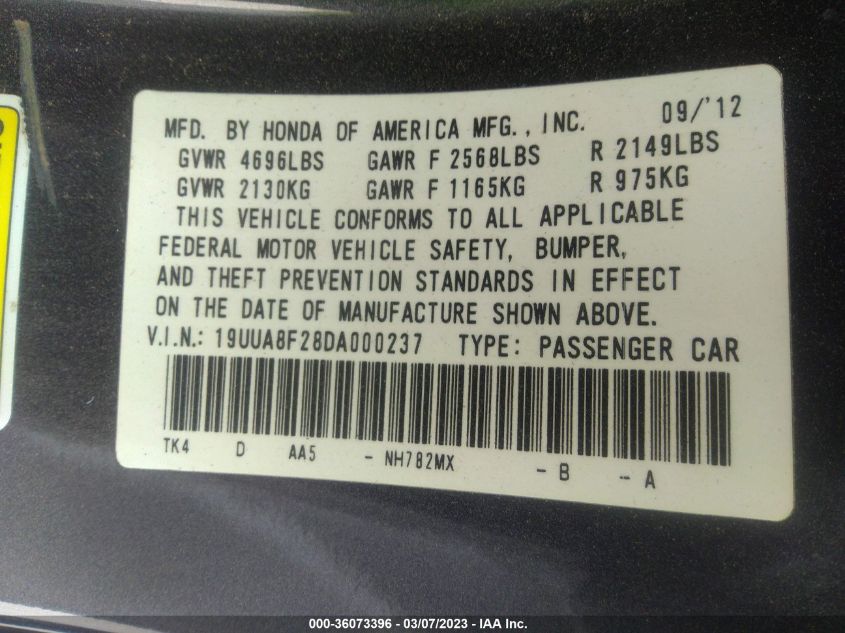 MFD. BY HONDA OF AMERICA MFG., INC. 09/'12
GVWR 4696LBS GAWR F 2568LBS R 2149LBS
GVWR 2130KG GAWR F 1165KG R 975KG
THIS VEHICLE CONFORMS TO ALL APPLICABLE
FEDERAL MOTOR VEHICLE SAFETY, BUMPER,
AND THEFT PREVENTION STANDARDS IN EFFECT
ON THE DATE OF MANUFACTURE SHOWN ABOVE.
V.I.N.: 19UUA8F28DA000237 TYPE: PASSENGER CAR
TK4 D AA5 - NH782MX - B -- A
000-36073396 - 03/07/2023 - IAA Inc.